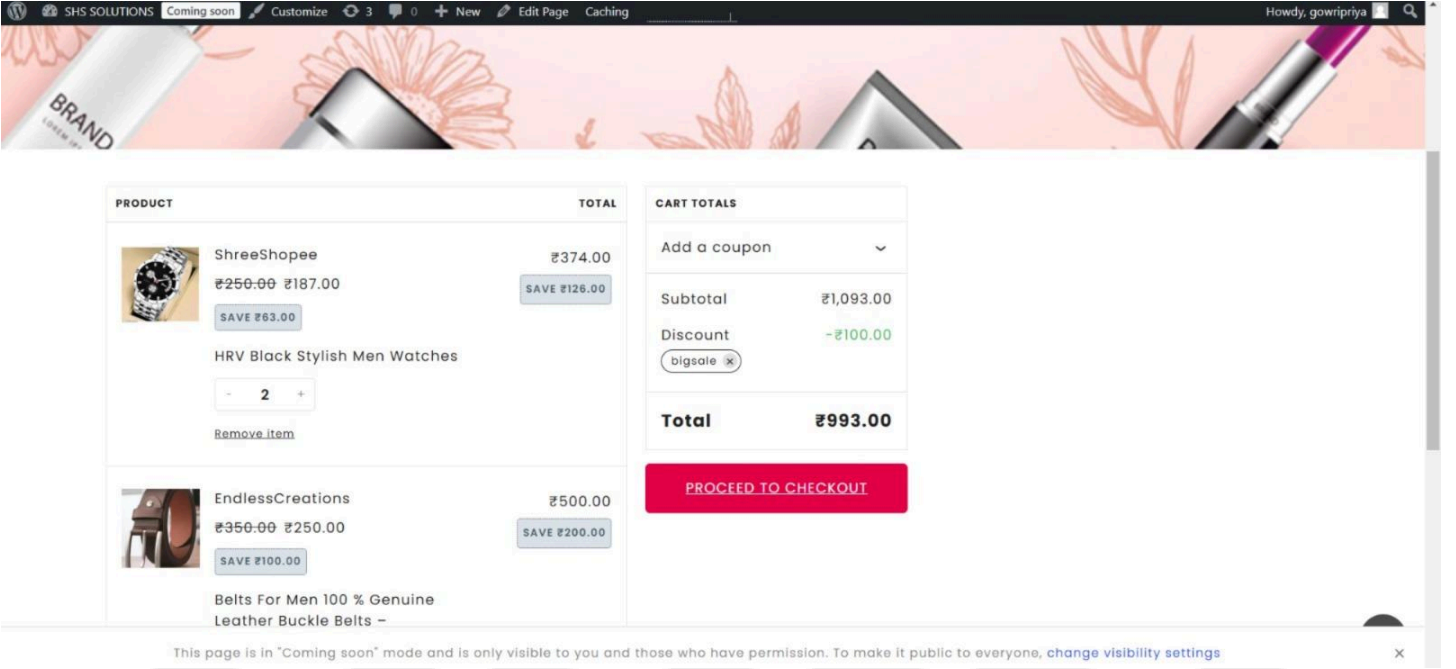 SHS SOLUTIONS Coming soon Customize 3 0 New Edit Page Caching Howdy, gowripriya
BRAND
PRODUCT TOTAL
ShreeShopee ₹374.00
₹250.00 ₹187.00 SAVE ₹126.00
SAVE ₹63.00
HRV Black Stylish Men Watches
- 2 +
Remove item
EndlessCreations ₹500.00
₹350.00 ₹250.00 SAVE ₹200.00
SAVE ₹100.00
Belts For Men 100 % Genuine
Leather Buckle Belts –
CART TOTALS
Add a coupon
Subtotal ₹1,093.00
Discount -₹100.00
bigsale ×
Total ₹993.00
PROCEED TO CHECKOUT
This page is in "Coming soon" mode and is only visible to you and those who have permission. To make it public to everyone, change visibility settings ×